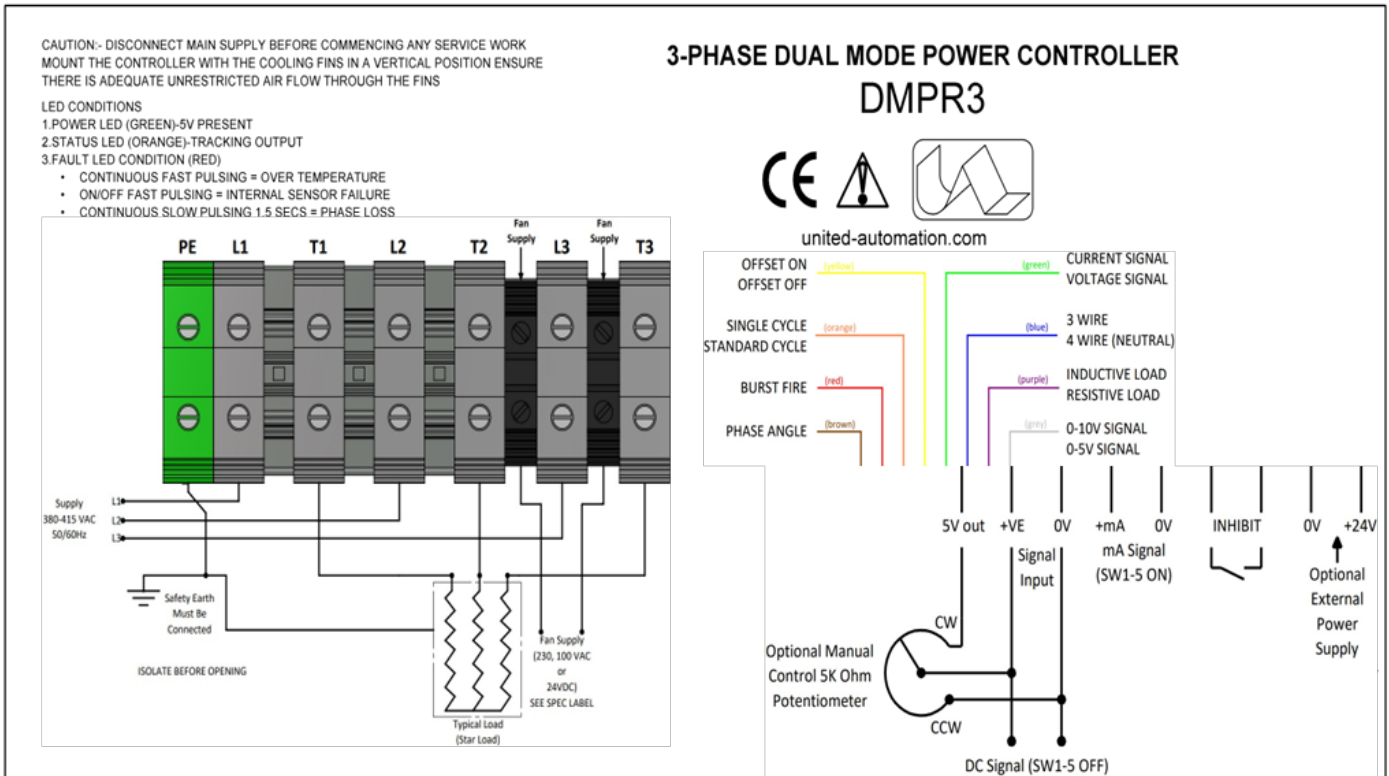 CAUTION:- DISCONNECT MAIN SUPPLY BEFORE COMMENCING ANY SERVICE WORK
MOUNT THE CONTROLLER WITH THE COOLING FINS IN A VERTICAL POSITION ENSURE
THERE IS ADEQUATE UNRESTRICTED AIR FLOW THROUGH THE FINS
LED CONDITIONS
1.POWER LED (GREEN)-5V PRESENT
2.STATUS LED (ORANGE)-TRACKING OUTPUT
3.FAULT LED CONDITION (RED)
• CONTINUOUS FAST PULSING = OVER TEMPERATURE
• ON/OFF FAST PULSING = INTERNAL SENSOR FAILURE
• CONTINUOUS SLOW PULSING 1.5 SECS = PHASE LOSS
3-PHASE DUAL MODE POWER CONTROLLER
DMPR3
CE
united-automation.com
PE L1 T1 L2 T2 Fan Supply L3 Fan Supply T3
Supply
380-415 VAC
50/60Hz
L1
L2
L3
Safety Earth
Must Be
Connected
ISOLATE BEFORE OPENING
Typical Load
(Star Load)
Fan Supply
(230, 100 VAC
or
24VDC)
SEE SPEC LABEL
OFFSET ON
OFFSET OFF
(yellow)
SINGLE CYCLE
STANDARD CYCLE
(orange)
BURST FIRE
(red)
PHASE ANGLE
(brown)
(green)
CURRENT SIGNAL
VOLTAGE SIGNAL
(blue)
3 WIRE
4 WIRE (NEUTRAL)
(purple)
INDUCTIVE LOAD
RESISTIVE LOAD
(grey)
0-10V SIGNAL
0-5V SIGNAL
5V out +VE 0V +mA 0V INHIBIT 0V +24V
Signal
Input
mA Signal
(SW1-5 ON)
Optional
External
Power
Supply
CW
Optional Manual
Control 5K Ohm
Potentiometer
CCW
DC Signal (SW1-5 OFF)